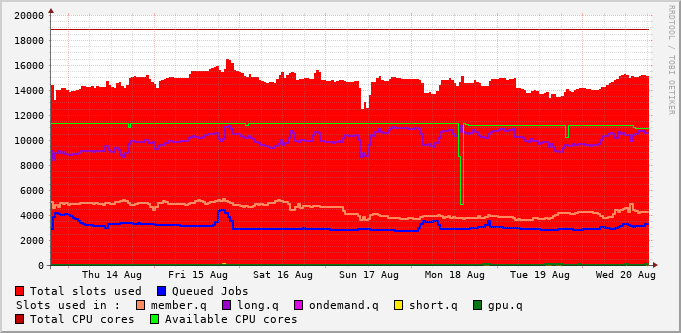 20000
18000
16000
14000
12000
10000
8000
6000
4000
2000
0
Thu 14 Aug Fri 15 Aug Sat 16 Aug Sun 17 Aug Mon 18 Aug Tue 19 Aug Wed 20 Aug
RRDTOOL / TOBI OETIKER
Total slots used Queued Jobs
Slots used in : member.q long.q ondemand.q short.q gpu.q
Total CPU cores Available CPU cores